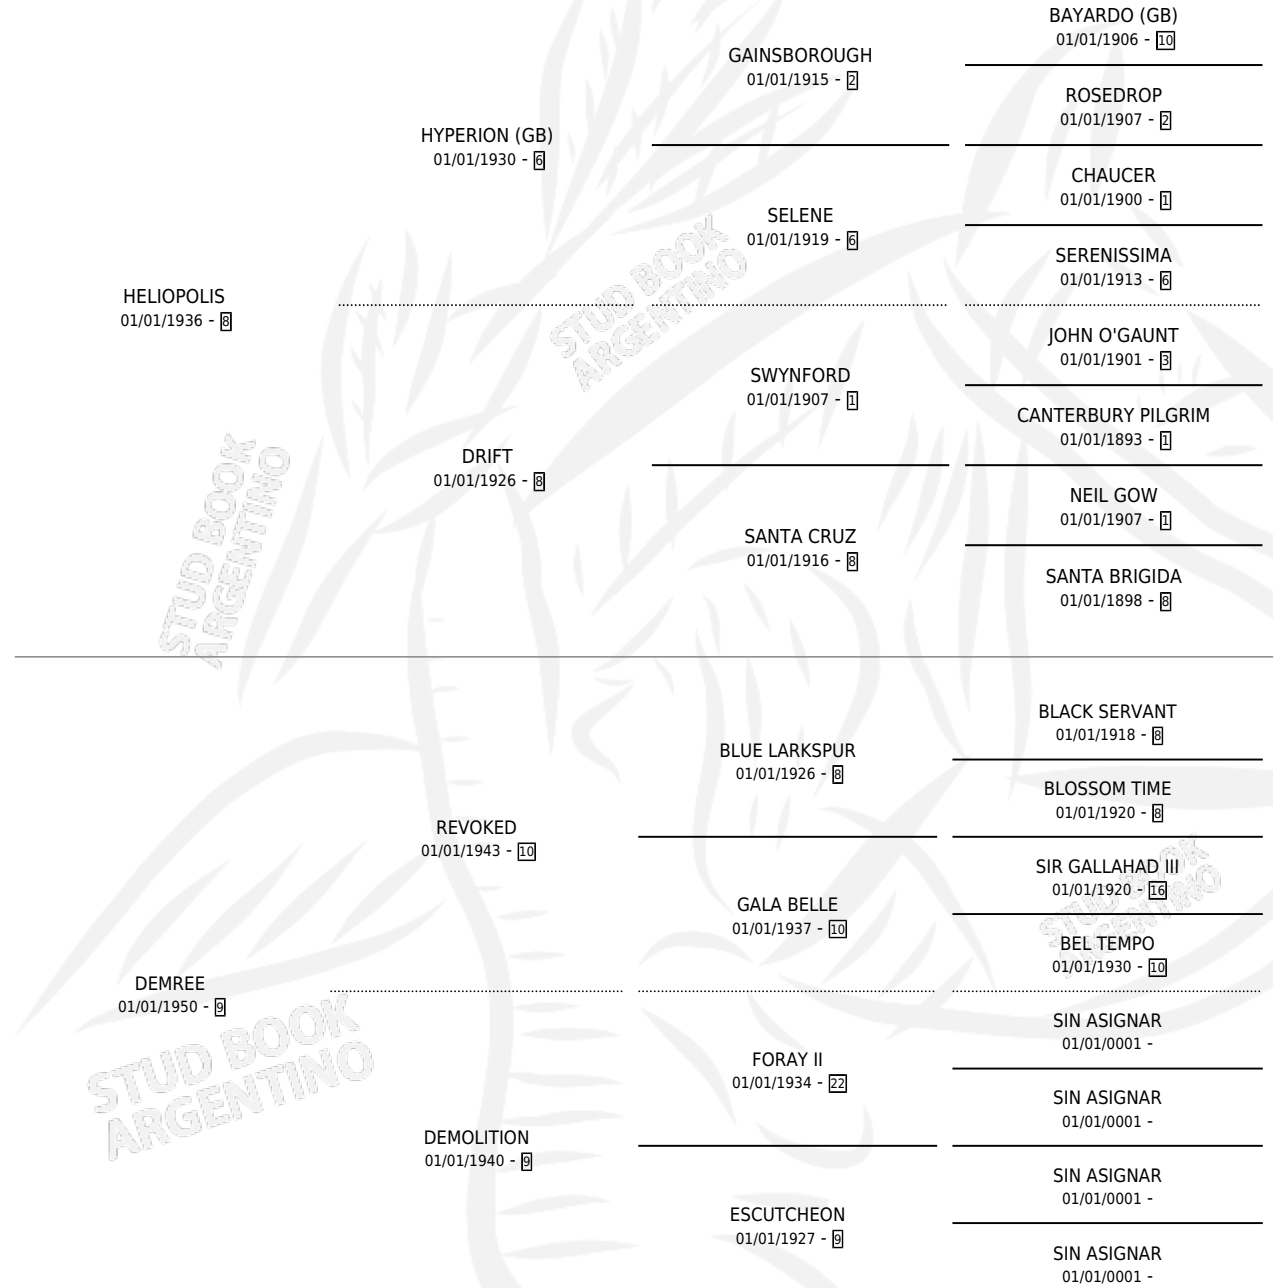 BAYARDO (GB)
01/01/1906 - 10
GAINSBOROUGH
01/01/1915 - 2
ROSEDROP
01/01/1907 - 2
HYPERION (GB)
01/01/1930 - 6
CHAUCER
01/01/1900 - 1
SELENE
01/01/1919 - 6
SERENISSIMA
01/01/1913 - 6
HELIOPOLIS
01/01/1936 - 8
JOHN O'GAUNT
01/01/1901 - 3
SWYNFORD
01/01/1907 - 1
CANTERBURY PILGRIM
01/01/1893 - 1
DRIFT
01/01/1926 - 8
NEIL GOW
01/01/1907 - 1
SANTA CRUZ
01/01/1916 - 8
SANTA BRIGIDA
01/01/1898 - 8
BLACK SERVANT
01/01/1918 - 8
BLUE LARKSPUR
01/01/1926 - 8
BLOSSOM TIME
01/01/1920 - 8
REVOKED
01/01/1943 - 10
SIR GALLAHAD III
01/01/1920 - 16
GALA BELLE
01/01/1937 - 10
BEL TEMPO
01/01/1930 - 10
DEMREE
01/01/1950 - 9
SIN ASIGNAR
01/01/0001 -
FORAY II
01/01/1934 - 22
SIN ASIGNAR
01/01/0001 -
DEMOLITION
01/01/1940 - 9
SIN ASIGNAR
01/01/0001 -
ESCUTCHEON
01/01/1927 - 9
SIN ASIGNAR
01/01/0001 -
STUD BOOK
ARGENTINO
STUD BOOK
ARGENTINO
STUD BOOK
ARGENTINO
STUD BOOK
ARGENTINO